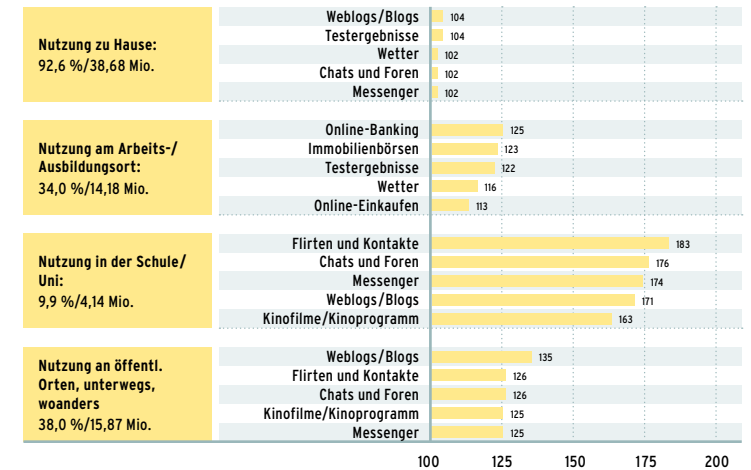 Nutzung zu Hause:
92,6 %/38,68 Mio.
Weblogs/Blogs 104
Testergebnisse 104
Wetter 102
Chats und Foren 102
Messenger 102
Nutzung am Arbeits-/
Ausbildungsort:
34,0 %/14,18 Mio.
Online-Banking 125
Immobilienbörsen 123
Testergebnisse 122
Wetter 116
Online-Einkaufen 113
Nutzung in der Schule/
Uni:
9,9 %/4,14 Mio.
Flirten und Kontakte 183
Chats und Foren 176
Messenger 174
Weblogs/Blogs 171
Kinofilme/Kinoprogramm 163
Nutzung an öffentl.
Orten, unterwegs,
woanders
38,0 %/15,87 Mio.
Weblogs/Blogs 135
Flirten und Kontakte 126
Chats und Foren 126
Kinofilme/Kinoprogramm 125
Messenger 125
100 125 150 175 200